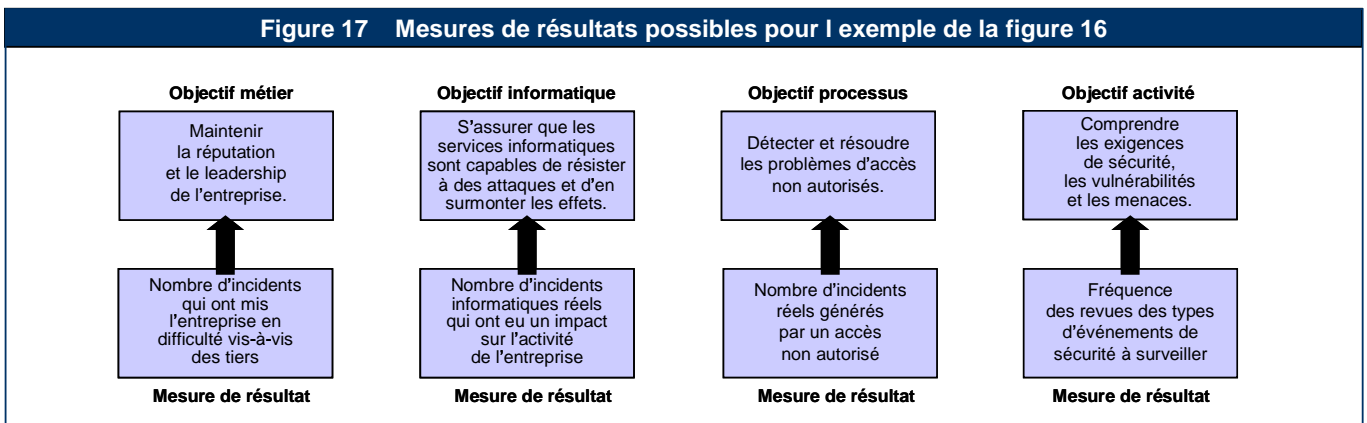 Figure 17 Mesures de résultats possibles pour l exemple de la figure 16
Objectif métier
Maintenir
la réputation
et le leadership
de l'entreprise.
Nombre d'incidents
qui ont mis
l'entreprise en
difficulté vis-à-vis
des tiers
Mesure de résultat
Objectif informatique
S'assurer que les
services informatiques
sont capables de résister
à des attaques et d'en
surmonter les effets.
Nombre d'incidents
informatiques réels
qui ont eu un impact
sur l'activité
de l'entreprise
Mesure de résultat
Objectif processus
Détecter et résoudre
les problèmes d'accès
non autorisés.
Nombre d'incidents
réels générés
par un accès
non autorisé
Mesure de résultat
Objectif activité
Comprendre
les exigences
de sécurité,
les vulnérabilités
et les menaces.
Fréquence
des revues des types
d'événements de
sécurité à surveiller
Mesure de résultat